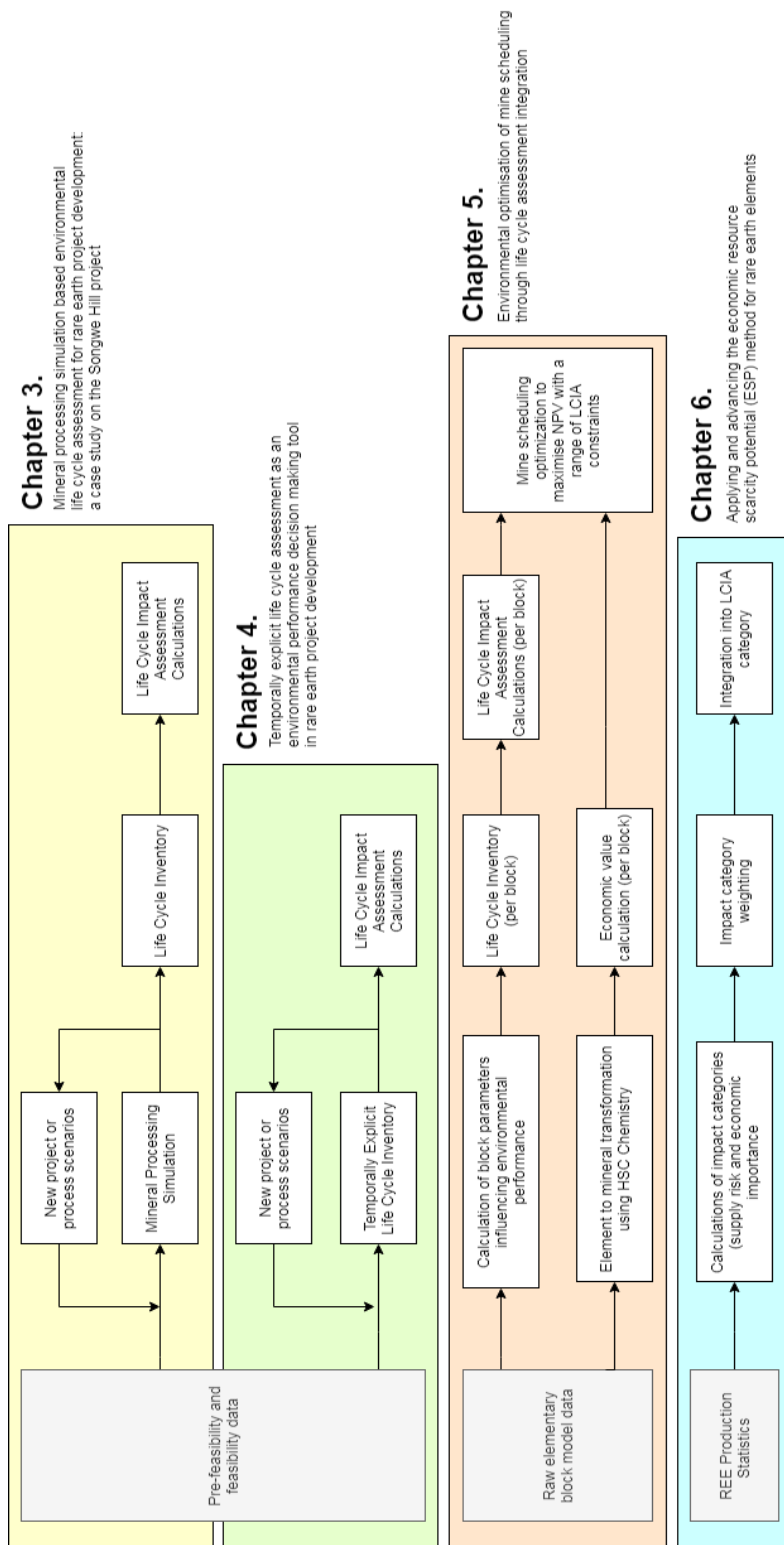 Chapter 3.
Mineral processing simulation based environmental
life cycle assessment for rare earth project development:
a case study on the Songwe Hill project
New project or
process scenarios
Mineral Processing
Simulation
Life Cycle Inventory
Life Cycle Impact
Assessment
Calculations
Pre-feasibility and
feasibility data
Chapter 4.
Temporally explicit life cycle assessment as an
environmental performance decision making tool
in rare earth project development
New project or
process scenarios
Temporally Explicit
Life Cycle Inventory
Life Cycle Impact
Assessment
Calculations
Chapter 5.
Environmental optimisation of mine scheduling
through life cycle assessment integration
Raw elementary
block model data
Calculation of block parameters
influencing environmental
performance
Life Cycle Inventory
(per block)
Life Cycle Impact
Assessment
Calculations (per block)
Mine scheduling
optimization to
maximise NPV with a
range of LCIA
constraints
Element to mineral transformation
using HSC Chemistry
Economic value
calculation (per block)
Chapter 6.
Applying and advancing the economic resource
scarcity potential (ESP) method for rare earth elements
REE Production
Statistics
Calculations of impact categories
(supply risk and economic
importance
Impact category
weighting
Integration into LCIA
category